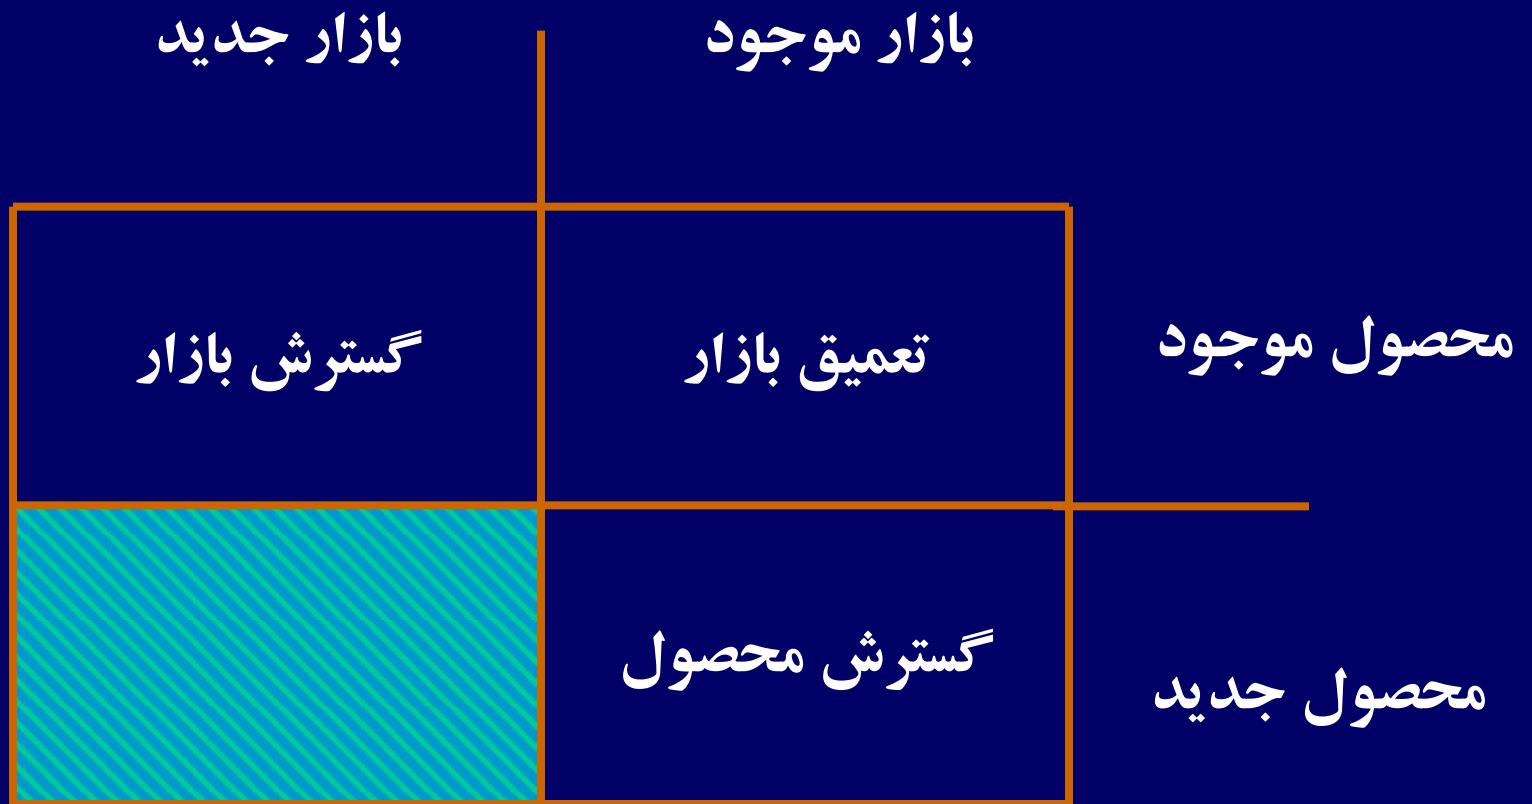 بازار موجود
بازار جدید
محصول موجود
تعمیق بازار
گسترش بازار
محصول جدید
گسترش محصول